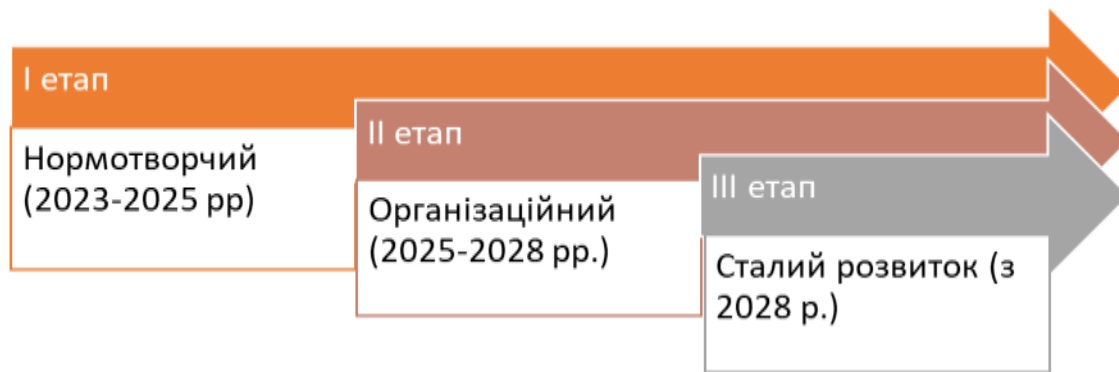 I етап
Нормотворчий
(2023-2025 рр)
II етап
Організаційний
(2025-2028 рр.)
III етап
Сталий розвиток (з
2028 р.)